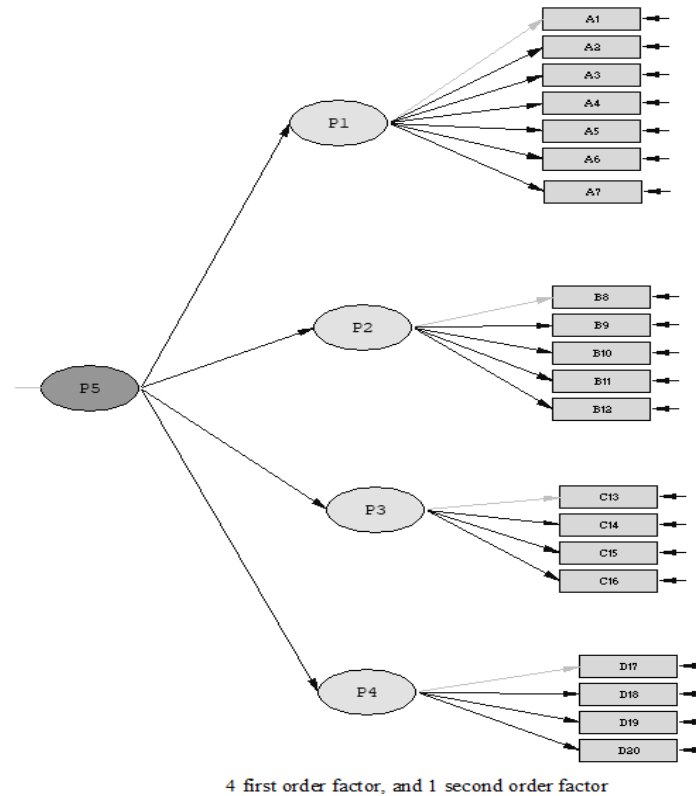 A1
A2
A3
A4
A5
A6
A7
P1
B8
B9
B10
B11
B12
P2
P5
C13
C14
C15
C16
P3
D17
D18
D19
D20
P4
4 first order factor, and 1 second order factor